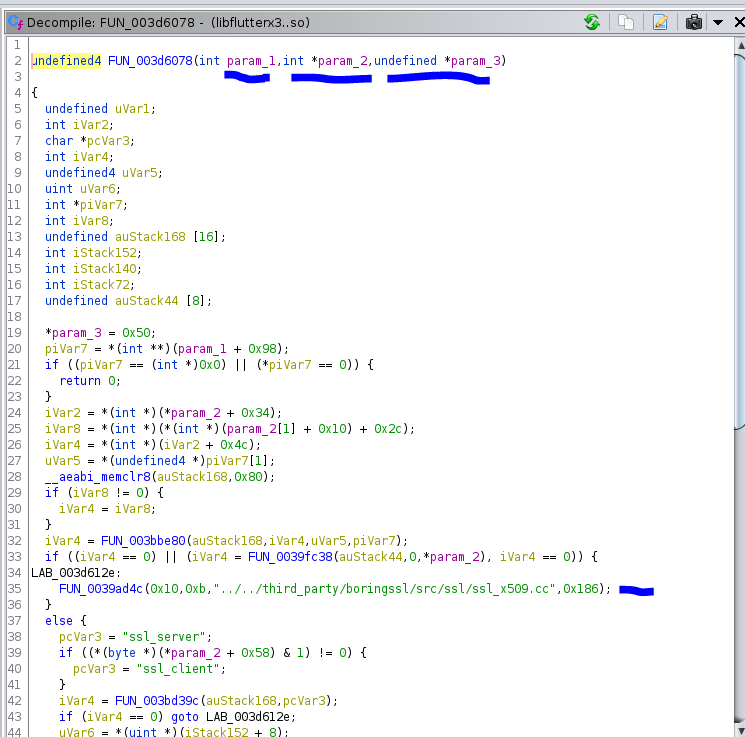 Decompile: FUN_003d6078 - (libflutterx3..so)
1
2 undefined4 FUN_003d6078(int param_1,int *param_2,undefined *param_3)
3
4 {
5 undefined uVar1;
6 int iVar2;
7 char *pcVar3;
8 int iVar4;
9 undefined4 uVar5;
10 uint uVar6;
11 int *piVar7;
12 int iVar8;
13 undefined auStack168 [16];
14 int iStack152;
15 int iStack140;
16 int iStack72;
17 undefined auStack44 [8];
18
19 *param_3 = 0x50;
20 piVar7 = *(int **)(param_1 + 0x98);
21 if ((piVar7 == (int *)0x0) || (*piVar7 == 0)) {
22 return 0;
23 }
24 iVar2 = *(int *)(*param_2 + 0x34);
25 iVar8 = *(int *)(*(int *)(param_2[1] + 0x10) + 0x2c);
26 iVar4 = *(int *)(iVar2 + 0x4c);
27 uVar5 = *(undefined4 *)piVar7[1];
28 __aeabi_memclr8(auStack168,0x80);
29 if (iVar8 != 0) {
30 iVar4 = iVar8;
31 }
32 iVar4 = FUN_003bbe80(auStack168,iVar4,uVar5,piVar7);
33 if ((iVar4 == 0) || (iVar4 = FUN_0039fc38(auStack44,0,*param_2), iVar4 == 0)) {
34 LAB_003d612e:
35 FUN_0039ad4c(0x10,0xb,"../../third_party/boringssl/src/ssl/ssl_x509.cc",0x186);
36 }
37 else {
38 pcVar3 = "ssl_server";
39 if ((*(byte *)(*param_2 + 0x58) & 1) != 0) {
40 pcVar3 = "ssl_client";
41 }
42 iVar4 = FUN_003bd39c(auStack168,pcVar3);
43 if (iVar4 == 0) goto LAB_003d612e;
44 uVar6 = *(uint *)(iStack152 + 8);